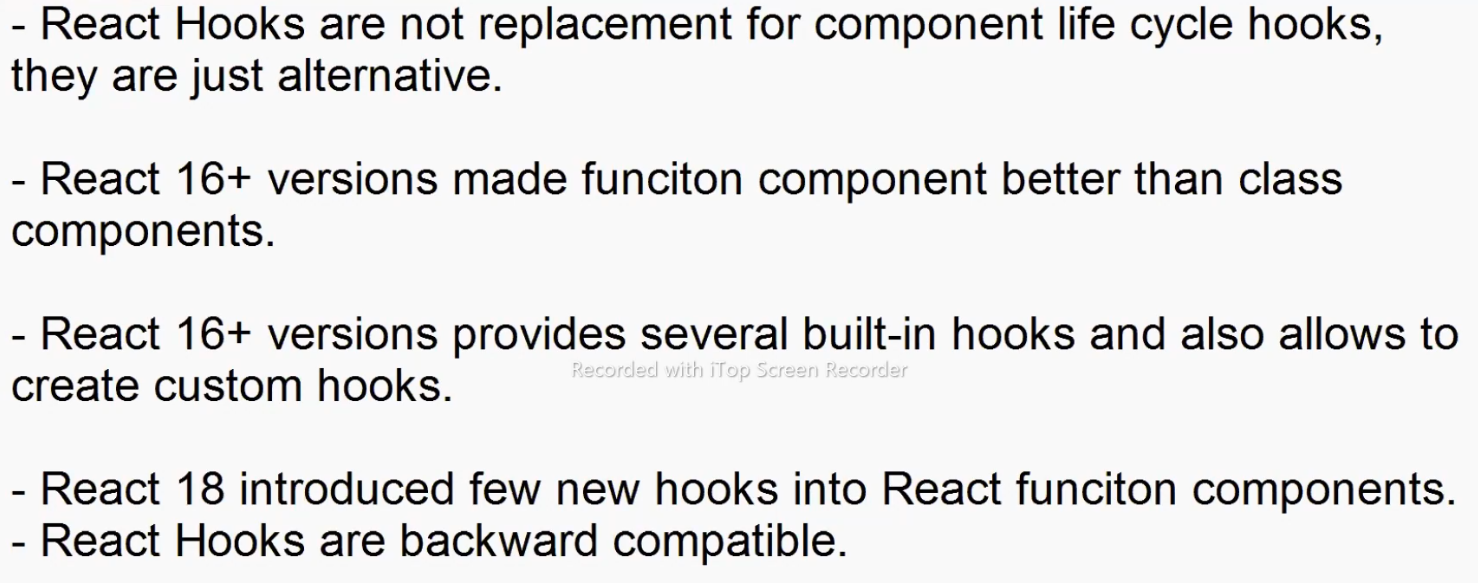 - React Hooks are not replacement for component life cycle hooks,
they are just alternative.
- React 16+ versions made funciton component better than class
components.
- React 16+ versions provides several built-in hooks and also allows to
Recorded with iTop Screen Recorder
create custom hooks.
- React 18 introduced few new hooks into React funciton components.
- React Hooks are backward compatible.